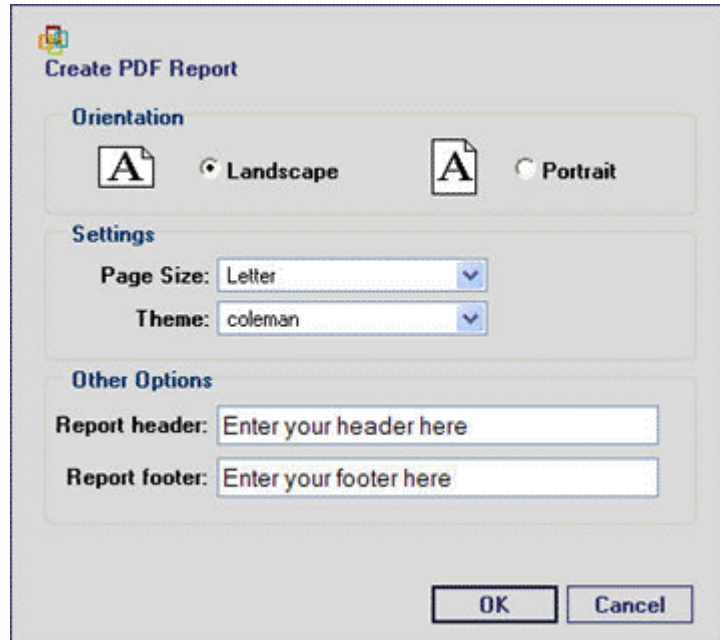 Create PDF Report
Orientation
A Landscape A Portrait
Settings
Page Size: Letter
Theme: coleman
Other Options
Report header: Enter your header here
Report footer: Enter your footer here
OK Cancel